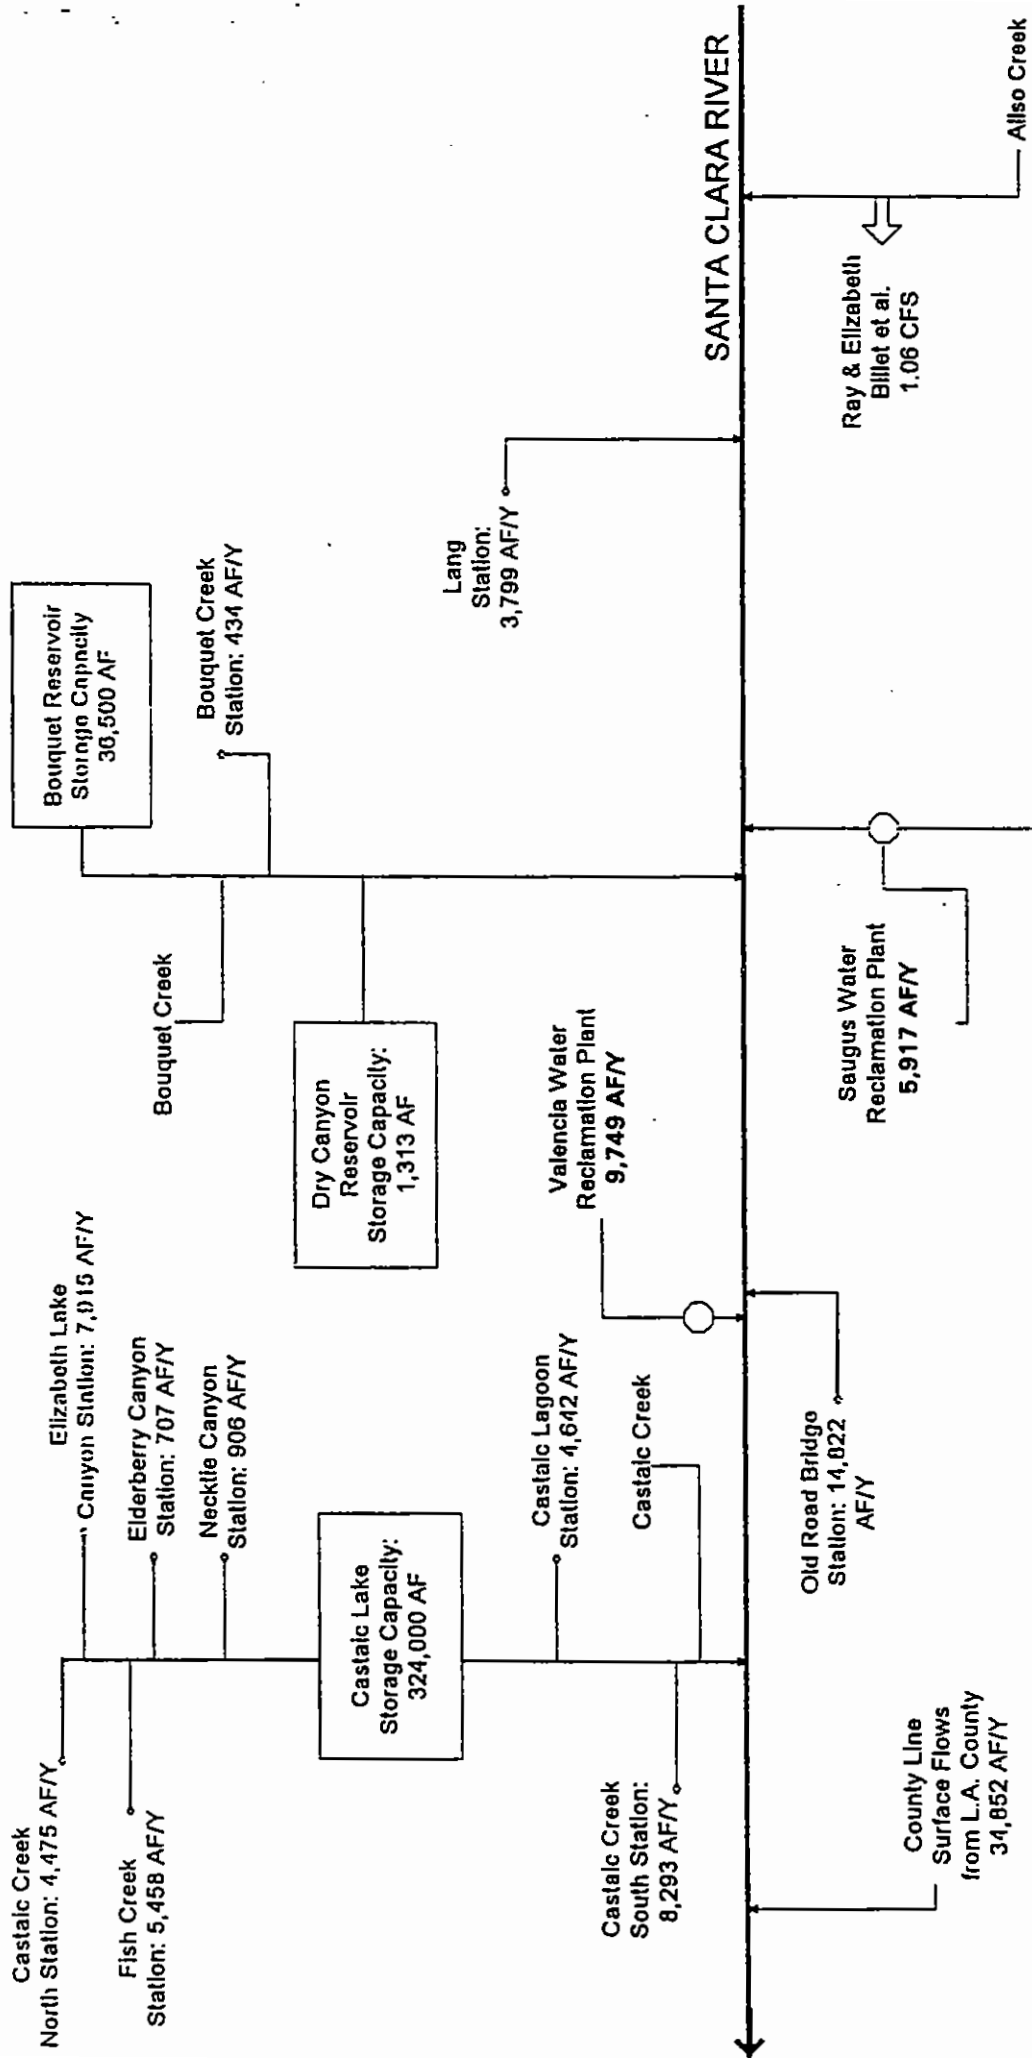 Castaic Creek
North Station: 4,475 AF/Y
Elizabeth Lake
Canyon Station: 7,015 AF/Y
Fish Creek
Station: 5,458 AF/Y
Elderberry Canyon
Station: 707 AF/Y
Necktie Canyon
Station: 906 AF/Y
Castaic Lake
Storage Capacity:
324,000 AF
Castaic Lagoon
Station: 4,642 AF/Y
Castaic Creek
South Station:
8,293 AF/Y
Castaic Creek
County Line
Surface Flows
from L.A. County
34,852 AF/Y
Old Road Bridge
Station: 14,822
AF/Y
Valencia Water
Reclamation Plant
9,749 AF/Y
Bouquet Creek
Dry Canyon
Reservoir
Storage Capacity:
1,313 AF
Bouquet Reservoir
Storage Capacity
36,500 AF
Bouquet Creek
Station: 434 AF/Y
Saugus Water
Reclamation Plant
5,917 AF/Y
Lang
Station:
3,799 AF/Y
SANTA CLARA RIVER
Ray & Elizabeth
Billet et al.
1.06 CFS
Aliso Creek